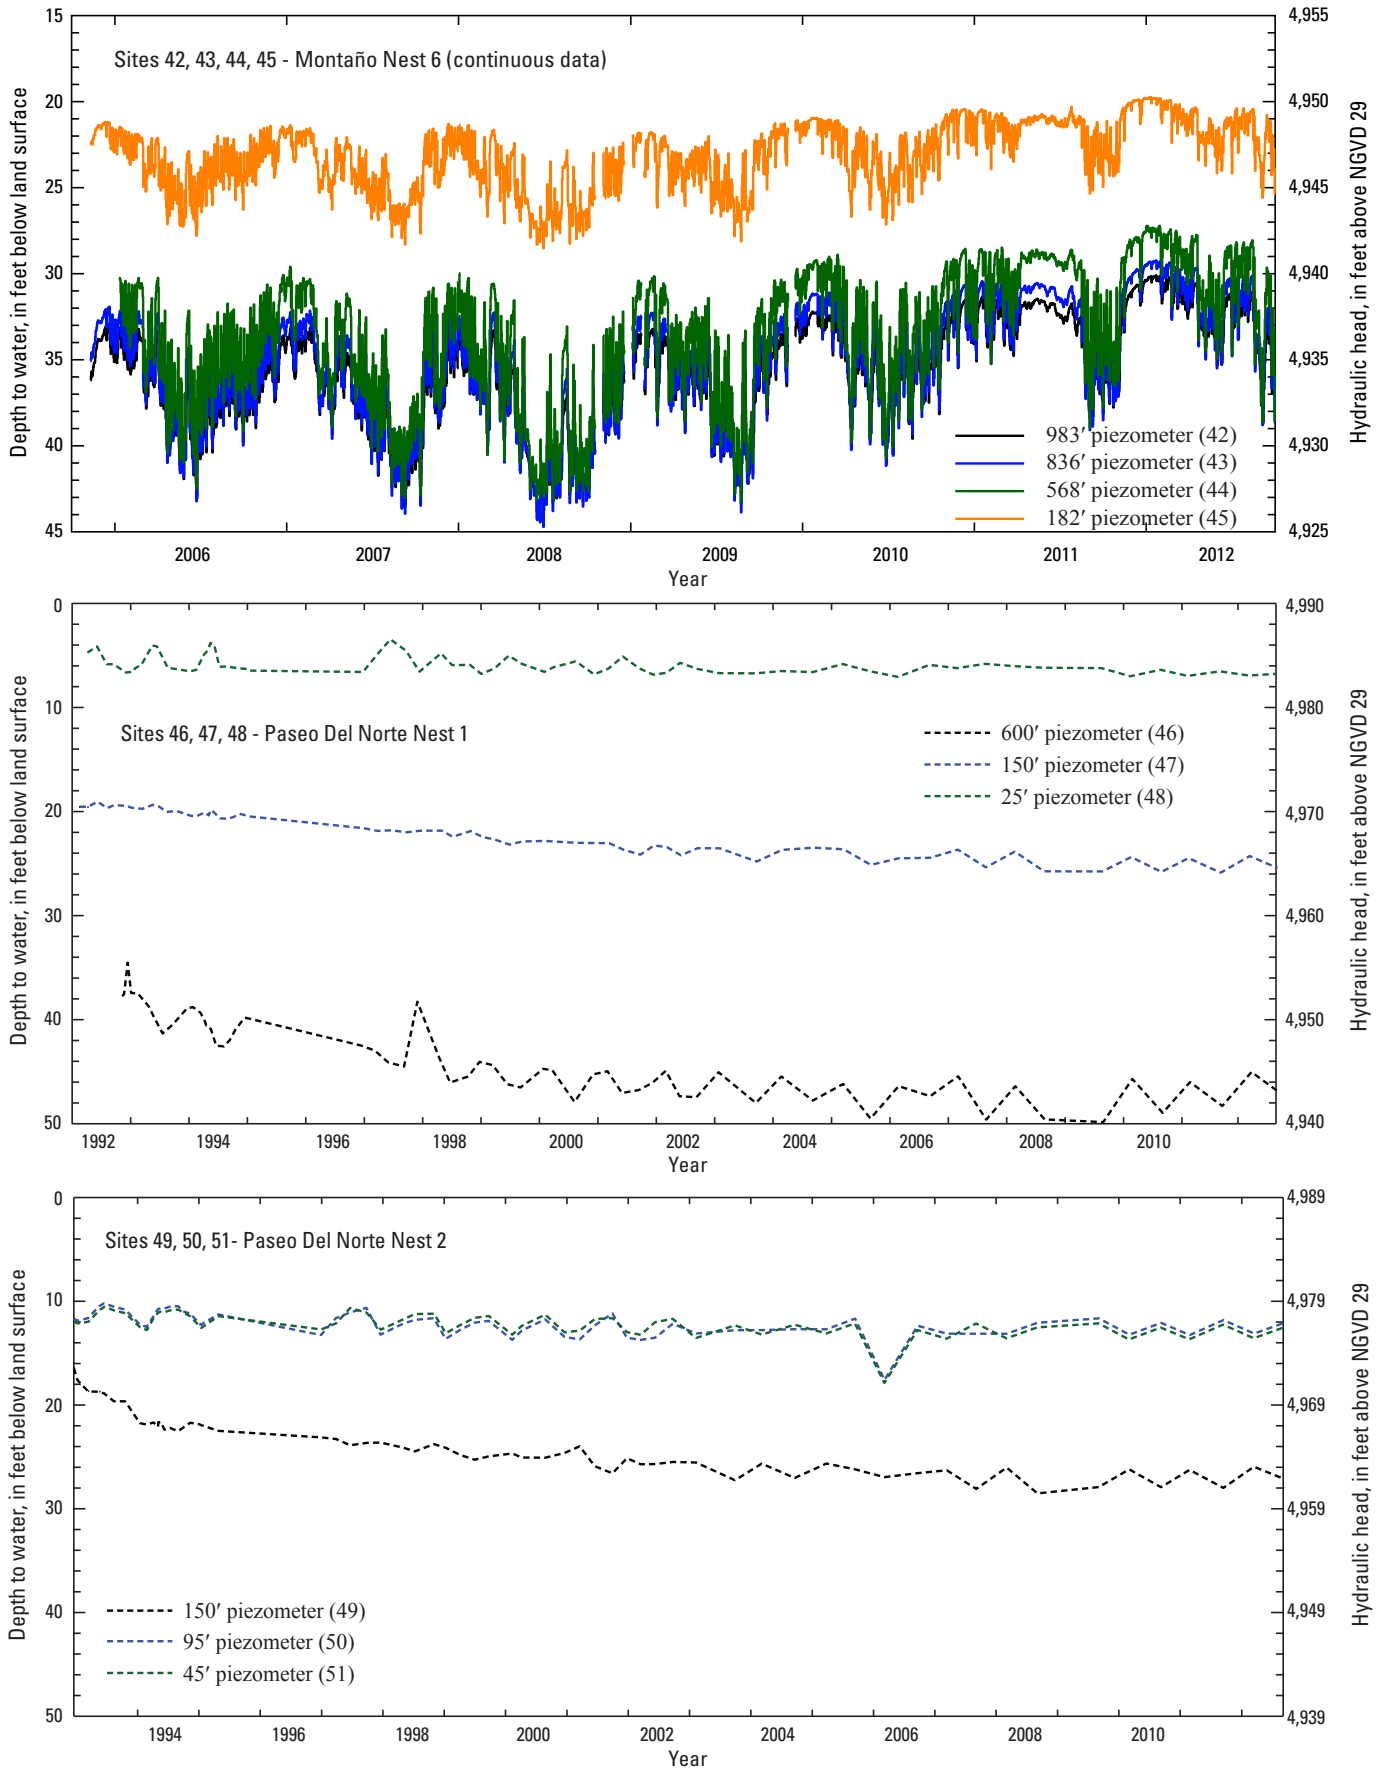 15
20
25
30
35
40
45
Depth to water, in feet below land surface
Sites 42, 43, 44, 45 - Montaño Nest 6 (continuous data)
4,955
4,950
4,945
4,940
4,935
4,930
4,925
Hydraulic head, in feet above NGVD 29
983′ piezometer (42)
836′ piezometer (43)
568′ piezometer (44)
182′ piezometer (45)
2006 2007 2008 2009 2010 2011 2012
Year
0
10
20
30
40
50
Depth to water, in feet below land surface
Sites 46, 47, 48 - Paseo Del Norte Nest 1
600′ piezometer (46)
150′ piezometer (47)
25′ piezometer (48)
4,990
4,980
4,970
4,960
4,950
4,940
Hydraulic head, in feet above NGVD 29
1992 1994 1996 1998 2000 2002 2004 2006 2008 2010
Year
0
10
20
30
40
50
Depth to water, in feet below land surface
Sites 49, 50, 51- Paseo Del Norte Nest 2
150′ piezometer (49)
95′ piezometer (50)
45′ piezometer (51)
4,989
4,979
4,969
4,959
4,949
4,939
Hydraulic head, in feet above NGVD 29
1994 1996 1998 2000 2002 2004 2006 2008 2010
Year